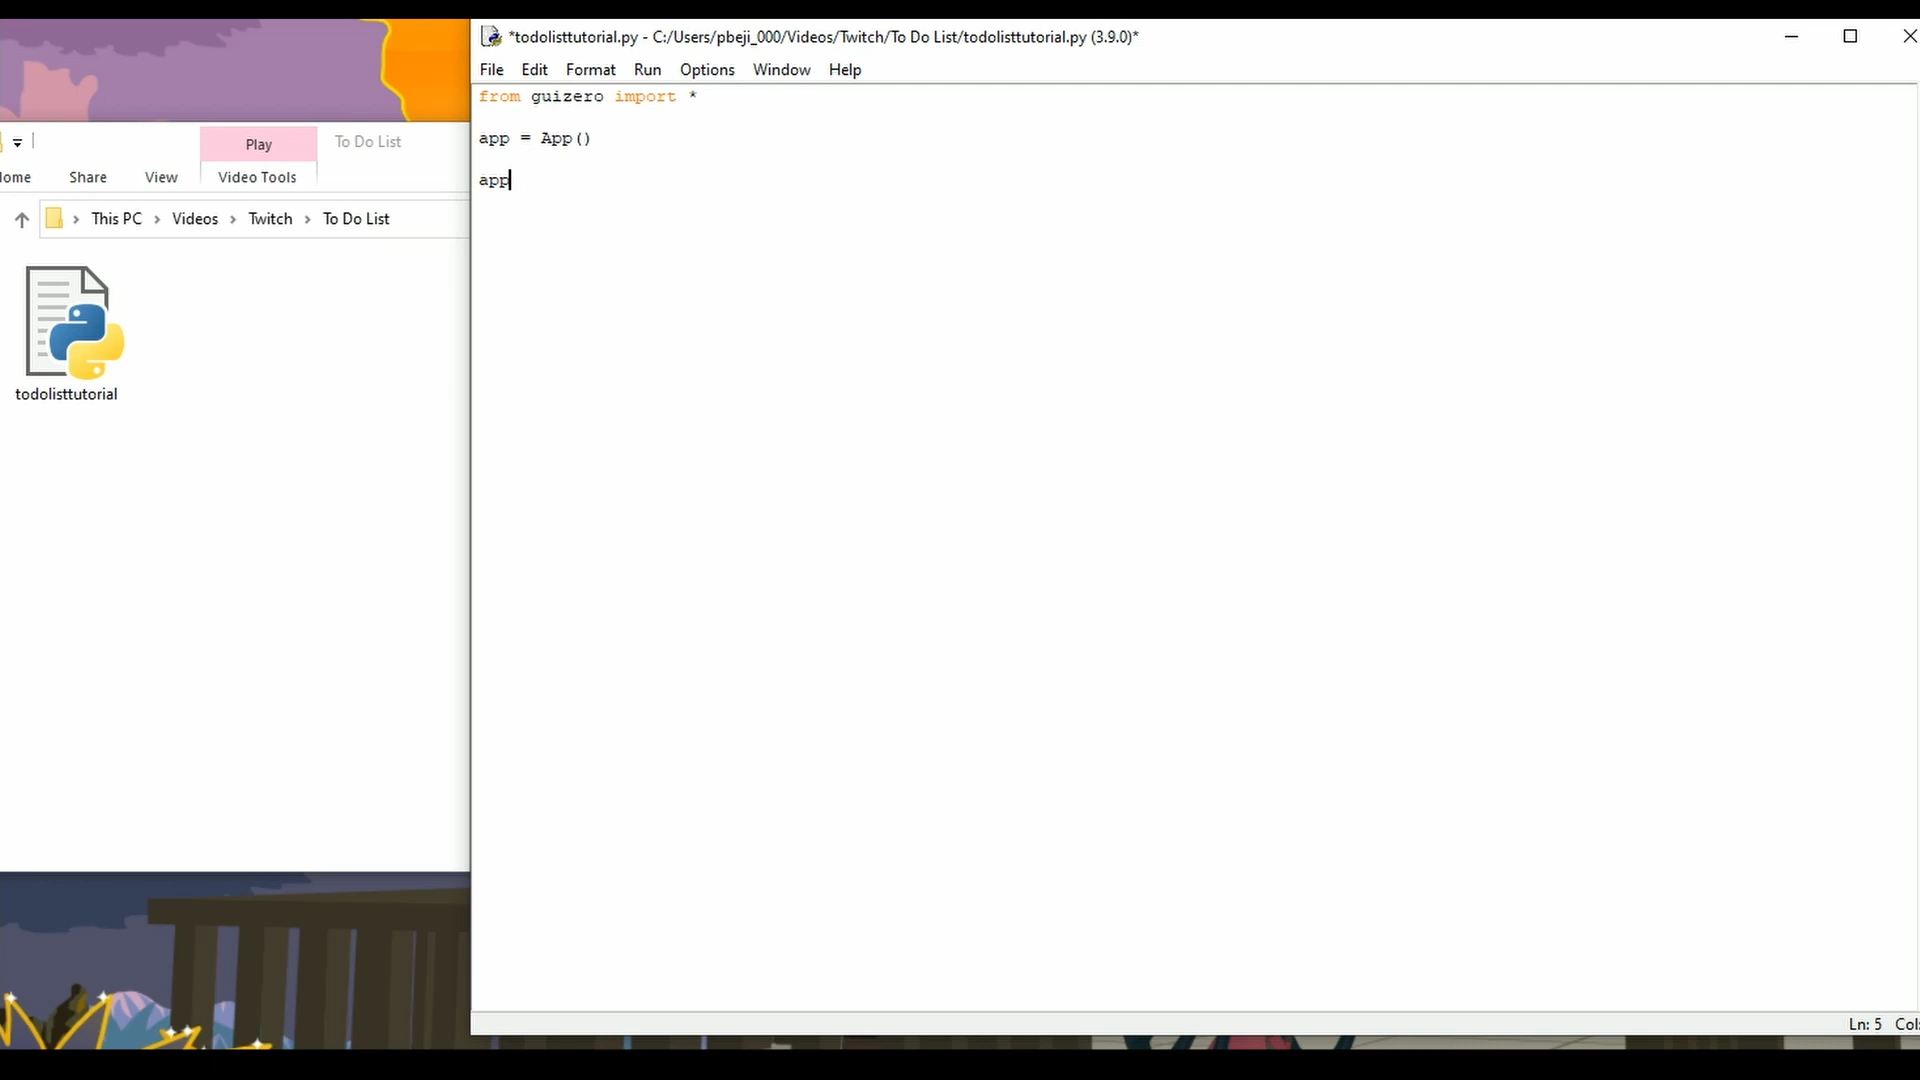 *todolisttutorial.py - C:/Users/pbeji_000/Videos/Twitch/To Do List/todolisttutorial.py (3.9.0)*
File Edit Format Run Options Window Help
from guizero import *
app = App()
app
Play To Do List
ome Share View Video Tools
This PC > Videos > Twitch > To Do List
todolisttutorial
Ln: 5 Col: